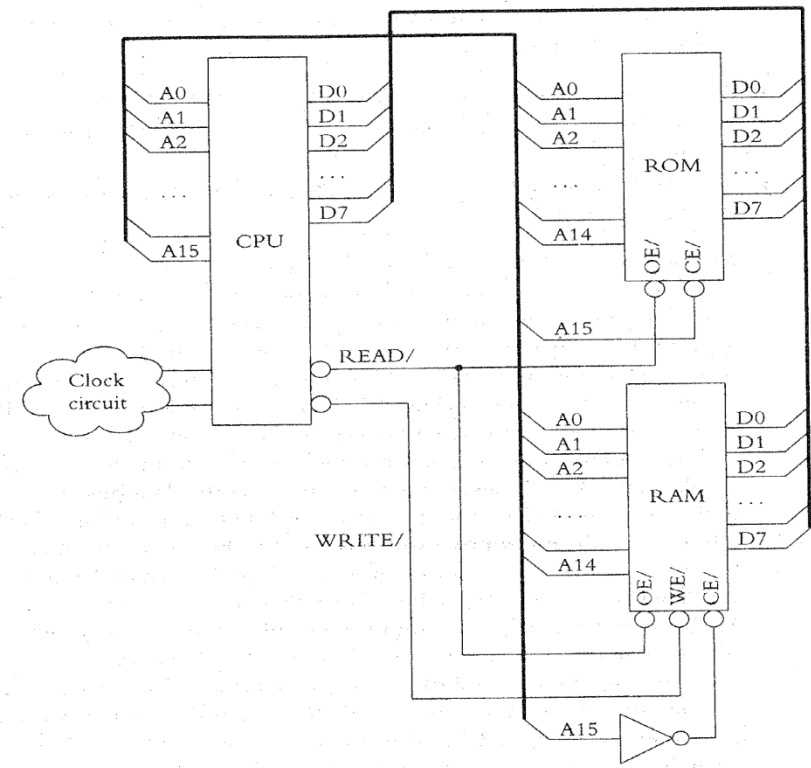 A0
A1
A2
...
A15
CPU
D0
D1
D2
...
D7
READ/
WRITE/
Clock
circuit
A0
A1
A2
...
A14
A15
ROM
OE/
CE/
D0
D1
D2
...
D7
A0
A1
A2
...
A14
RAM
OE/
WE/
CE/
D0
D1
D2
...
D7
A15